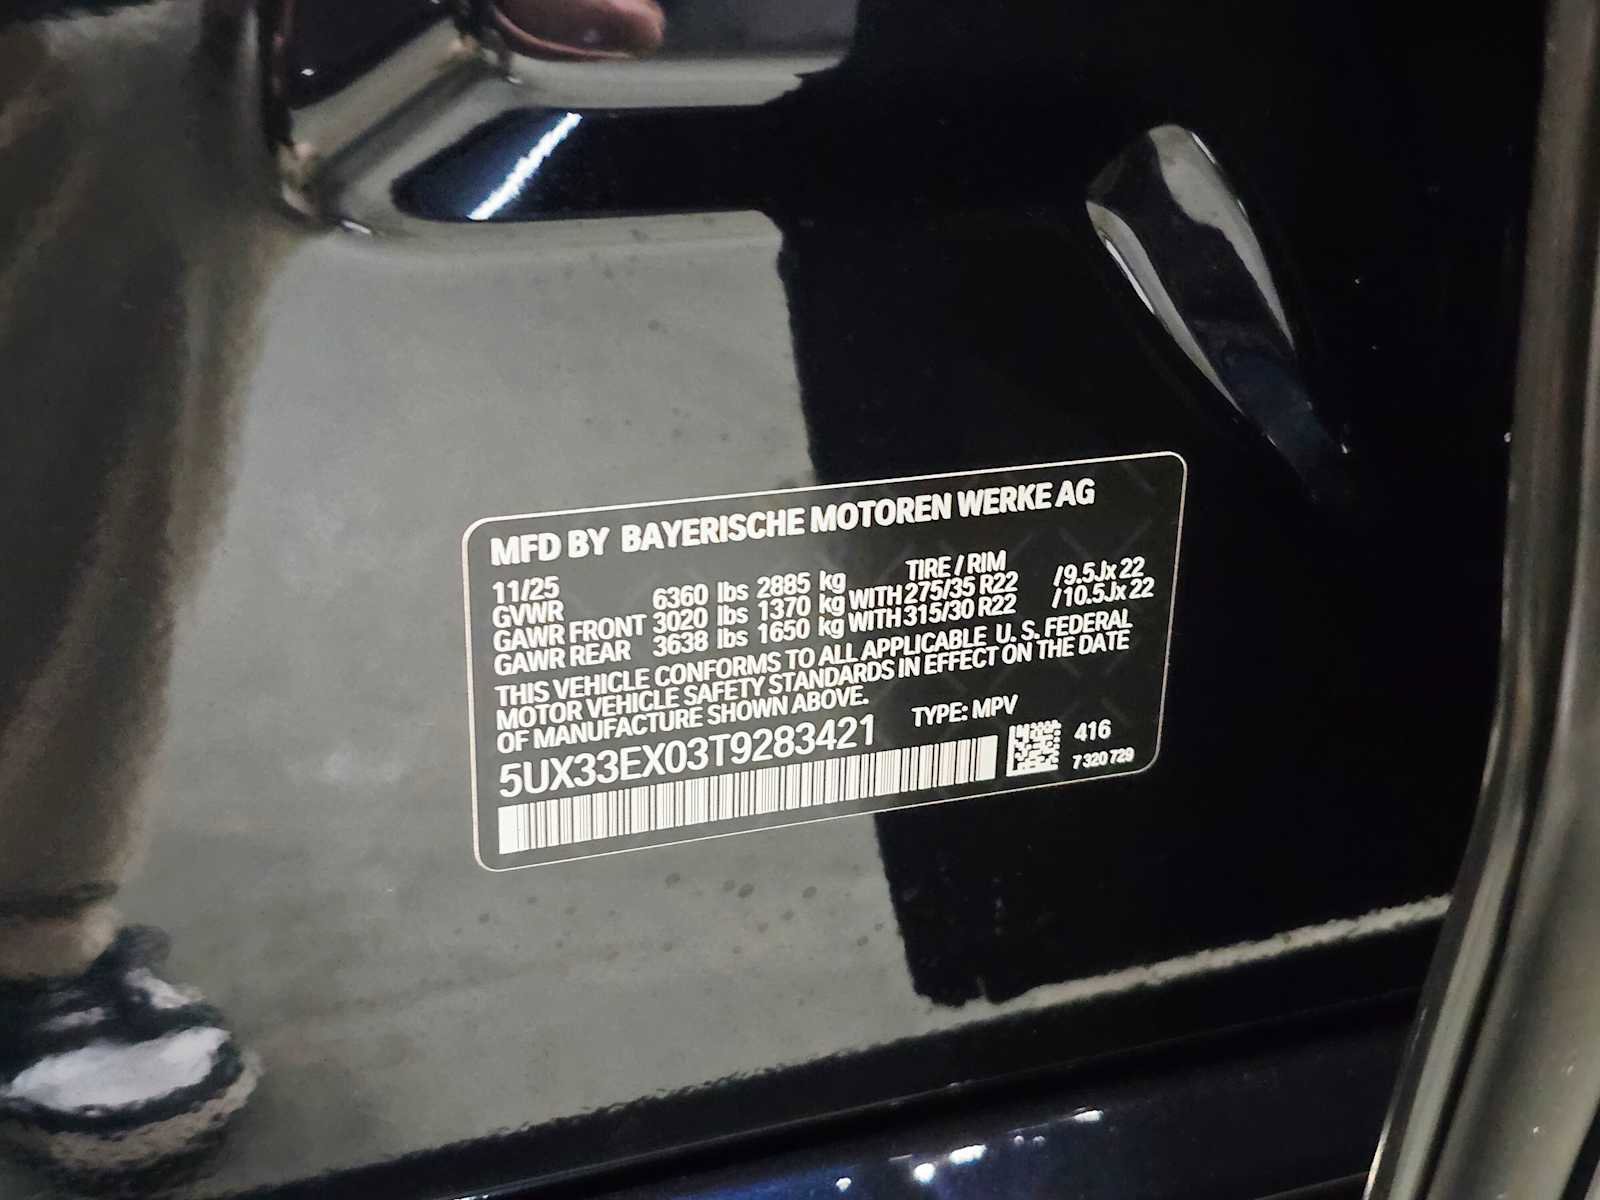 MFD BY BAYERISCHE MOTOREN WERKE AG
11/25 TIRE / RIM
GVWR 6360 lbs 2885 kg
GAWR FRONT 3020 lbs 1370 kg WITH 275/35 R22 /9.5Jx 22
GAWR REAR 3638 lbs 1650 kg WITH 315/30 R22 /10.5Jx 22
THIS VEHICLE CONFORMS TO ALL APPLICABLE U. S. FEDERAL
MOTOR VEHICLE SAFETY STANDARDS IN EFFECT ON THE DATE
OF MANUFACTURE SHOWN ABOVE.
5UX33EX03T9283421 TYPE: MPV
416
7 320 729